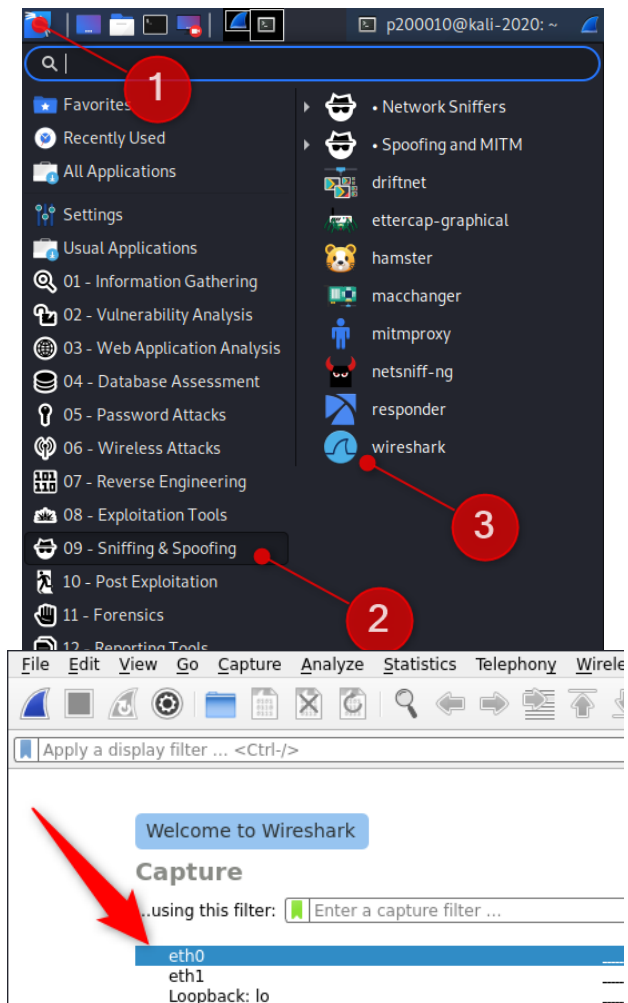 p200010@kali-2020: ~
1
Favorites
Recently Used
All Applications
Settings
Usual Applications
01 - Information Gathering
02 - Vulnerability Analysis
03 - Web Application Analysis
04 - Database Assessment
05 - Password Attacks
06 - Wireless Attacks
07 - Reverse Engineering
08 - Exploitation Tools
09 - Sniffing & Spoofing
10 - Post Exploitation
11 - Forensics
12 - Reporting Tools
• Network Sniffers
• Spoofing and MITM
driftnet
ettercap-graphical
hamster
macchanger
mitmproxy
netsniff-ng
responder
wireshark
3
2
File Edit View Go Capture Analyze Statistics Telephony Wirele
Apply a display filter ... <Ctrl-/>
Welcome to Wireshark
Capture
...using this filter: Enter a capture filter ...
eth0
eth1
Loopback: lo